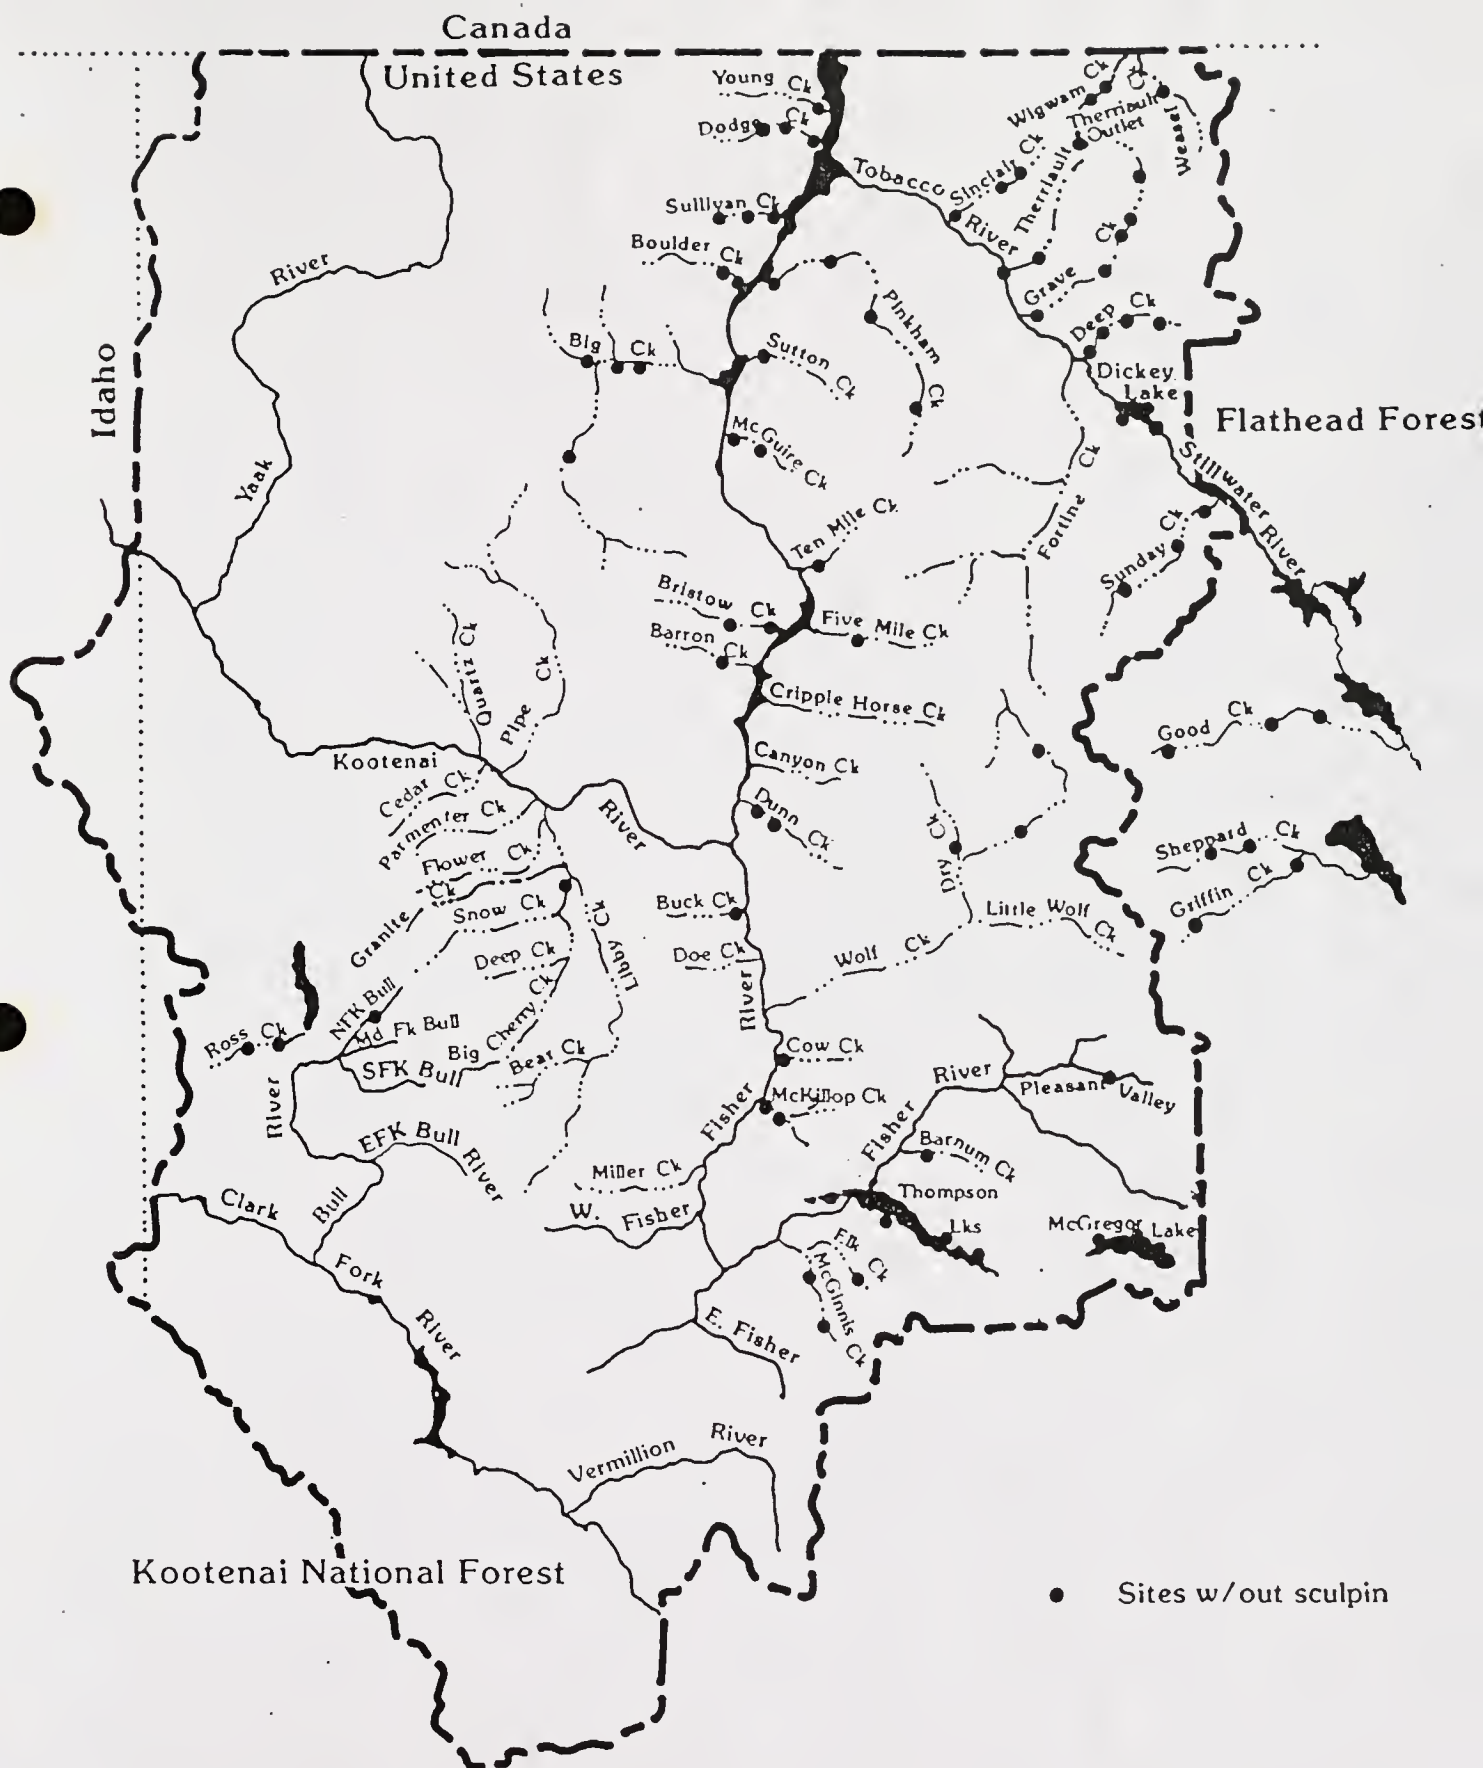 Canada
United States
Young Ck
Dodge Ck
Wigwam Ck
Ck
Therriault
Outlet
Weasel
Sinclair Ck
Tobacco
River
Therriault
Sullivan Ck
Boulder Ck
River
Grave Ck
Pinkham
Ck
Deep Ck
Big Ck
Sutton
Ck
Dickey
Lake
Idaho
Flathead Forest
McGuire Ck
Stillwater
River
Yaak
Fortine
Ck
Ten Mile Ck
Sunday Ck
Bristow Ck
Five Mile Ck
Barron
Ck
Quartz Ck
Pipe Ck
Cripple Horse Ck
Good Ck
Kootenai
River
Canyon Ck
Cedar Ck
Parmenter Ck
Dunn Ck
Dry Ck
Flower Ck
Sheppard Ck
Granite Ck
Griffin Ck
Snow Ck
Buck Ck
Little Wolf
Ck
Libby Ck
Deep Ck
Doe Ck
Wolf Ck
NFK Bull
Md Fk Bull
Ross Ck
Big Cherry Ck
SFK Bull
Bear Ck
River
Cow Ck
River
Pleasant Valley
McKillop Ck
Fisher
River
Fisher
EFK Bull
River
Barnum Ck
Miller Ck
Clark
Bull
W. Fisher
Thompson
Lks
McGregor Lake
Elk Ck
Fork
McGinnis
Ck
River
E. Fisher
Vermillion River
Kootenai National Forest
Sites w/out sculpin